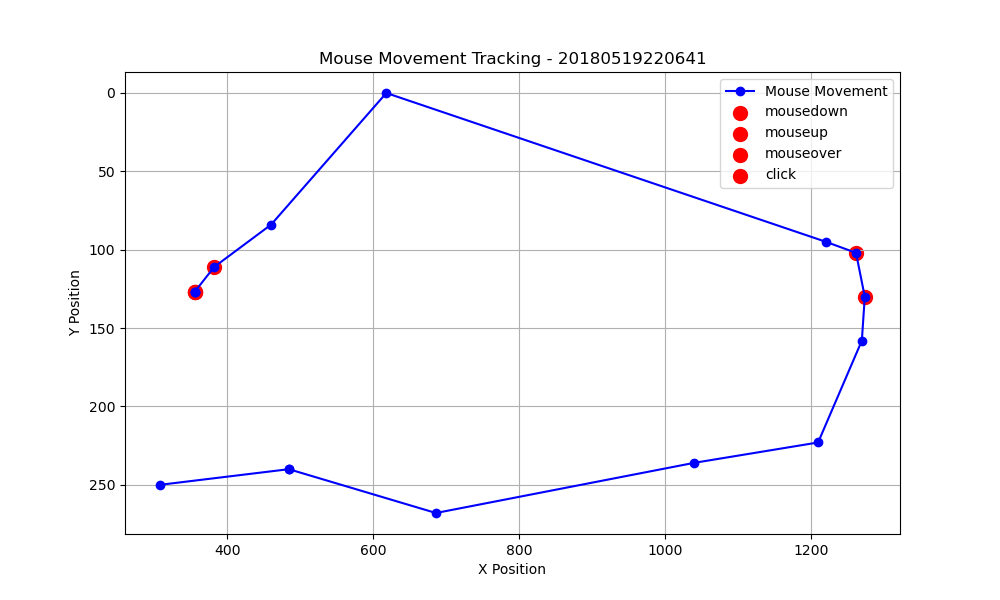 Mouse Movement Tracking - 20180519220641
Mouse Movement
mousedown
mouseup
mouseover
click
0
50
100
150
200
250
Y Position
400
600
800
1000
1200
X Position